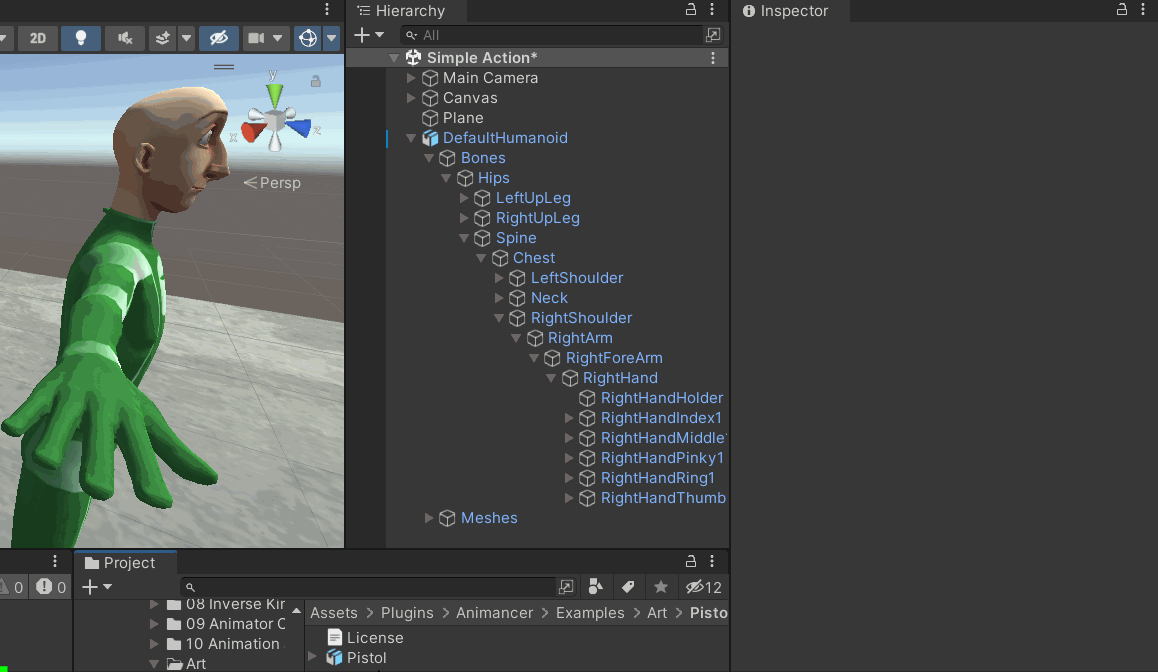 Hierarchy
Inspector
2D
All
Simple Action*
Main Camera
Canvas
Plane
DefaultHumanoid
Bones
Hips
LeftUpLeg
RightUpLeg
Spine
Chest
LeftShoulder
Neck
RightShoulder
RightArm
RightForeArm
RightHand
RightHandHolder
RightHandIndex1
RightHandMiddle
RightHandPinky1
RightHandRing1
RightHandThumb
Meshes
y
x
z
Persp
Project
0 0
12
08 Inverse Kin
09 Animator C
10 Animation
Art
Assets > Plugins > Animancer > Examples > Art > Pisto
License
Pistol